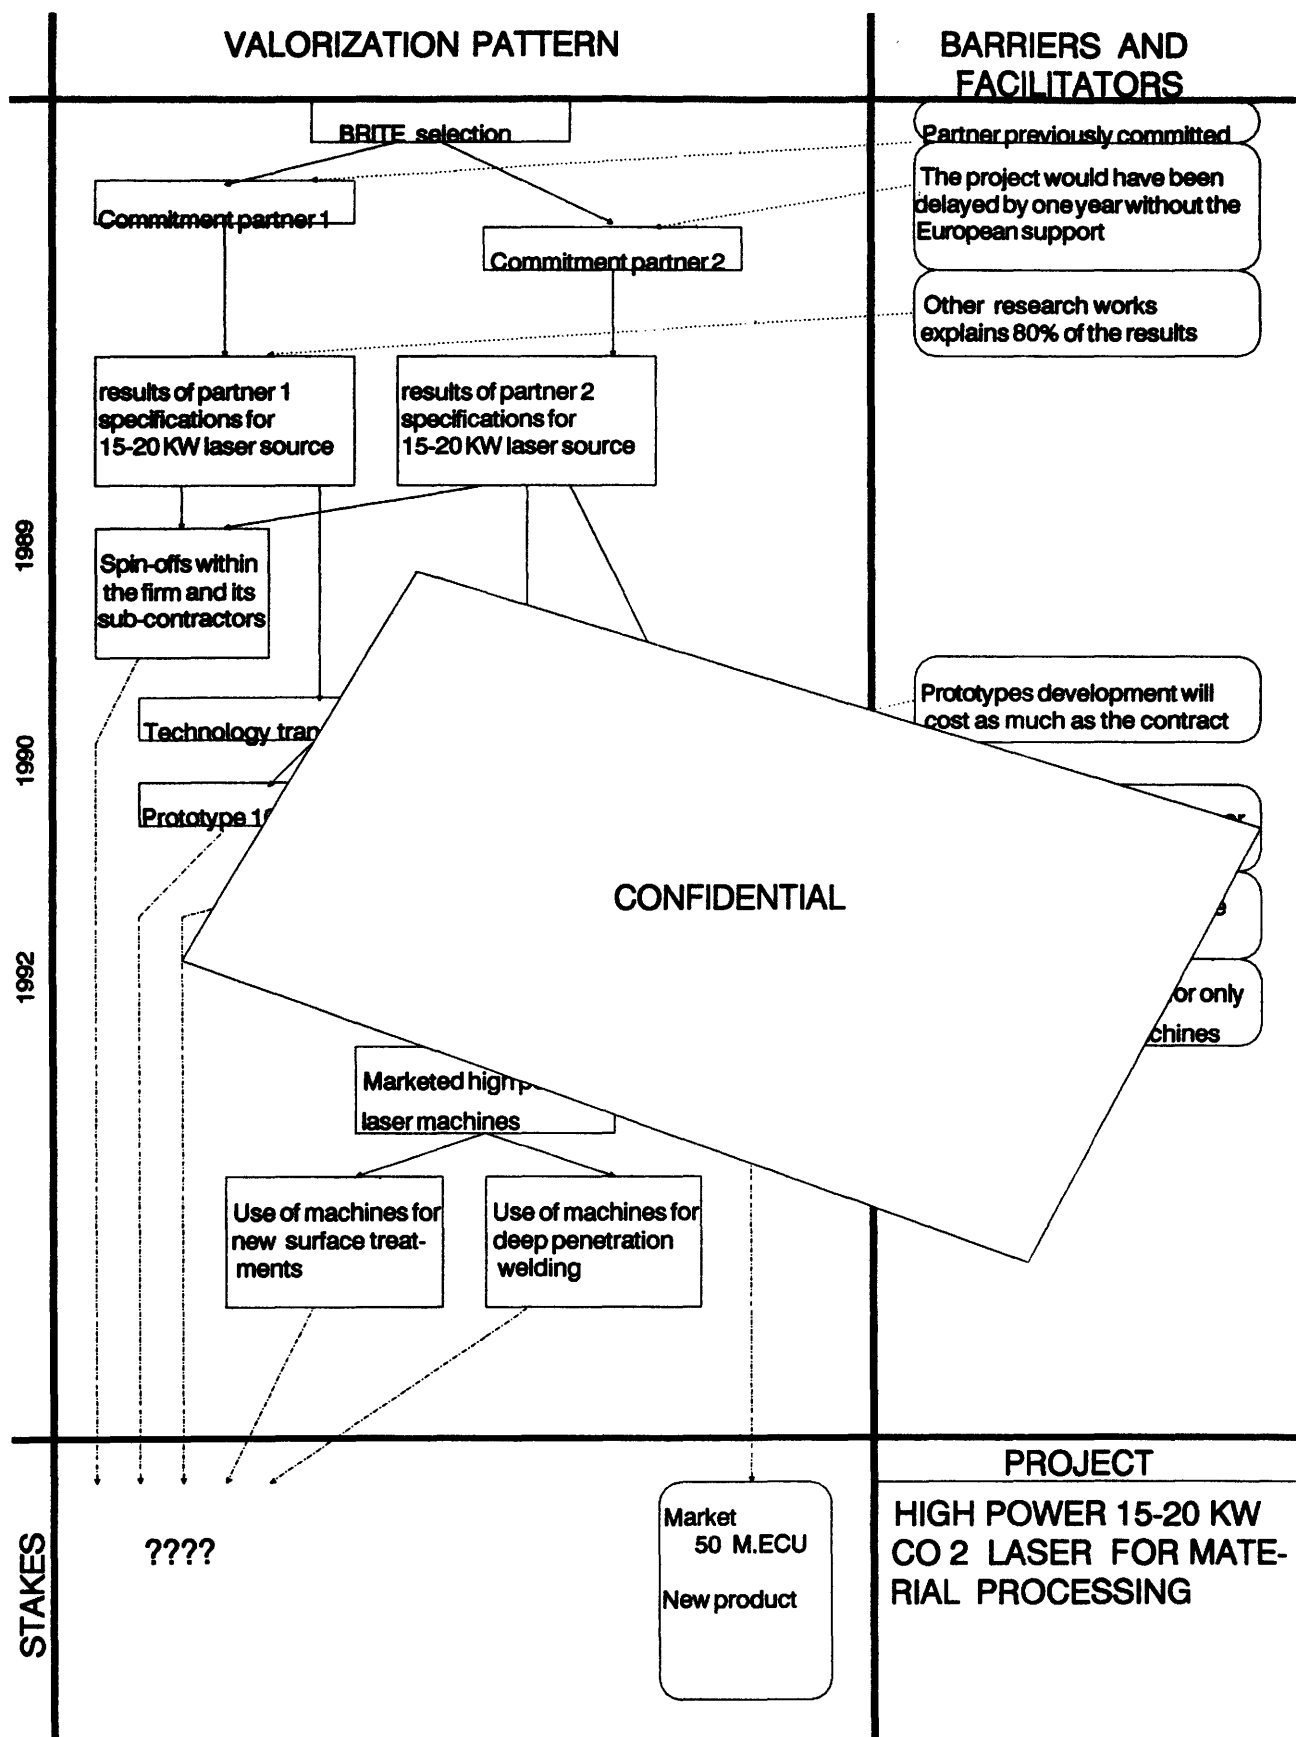 VALORIZATION PATTERN
BARRIERS AND
FACILITATORS
BRITE selection
Partner previously committed
Commitment partner 1
The project would have been
delayed by one year without the
European support
Commitment partner 2
Other research works
explains 80% of the results
results of partner 1
specifications for
15-20 KW laser source
results of partner 2
specifications for
15-20 KW laser source
1989
Spin-offs within
the firm and its
sub-contractors
Prototypes development will
cost as much as the contract
Technology tran
1990
Prototype
CONFIDENTIAL
1992
or only
chines
Marketed high
laser machines
Use of machines for
new surface treat-
ments
Use of machines for
deep penetration
welding
STAKES
????
Market
50 M.ECU
New product
PROJECT
HIGH POWER 15-20 KW
CO 2 LASER FOR MATE-
RIAL PROCESSING